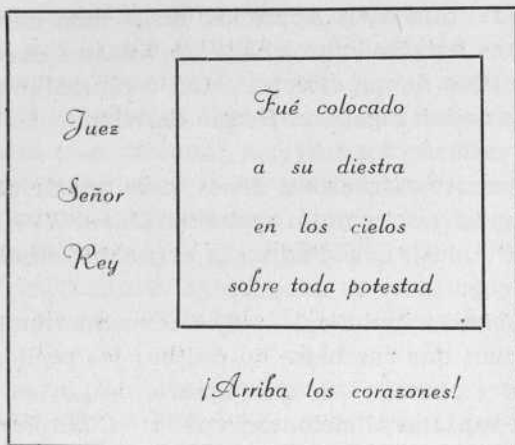 Juez
Señor
Rey
Fué colocado
a su diestra
en los cielos
sobre toda potestad
¡Arriba los corazones!